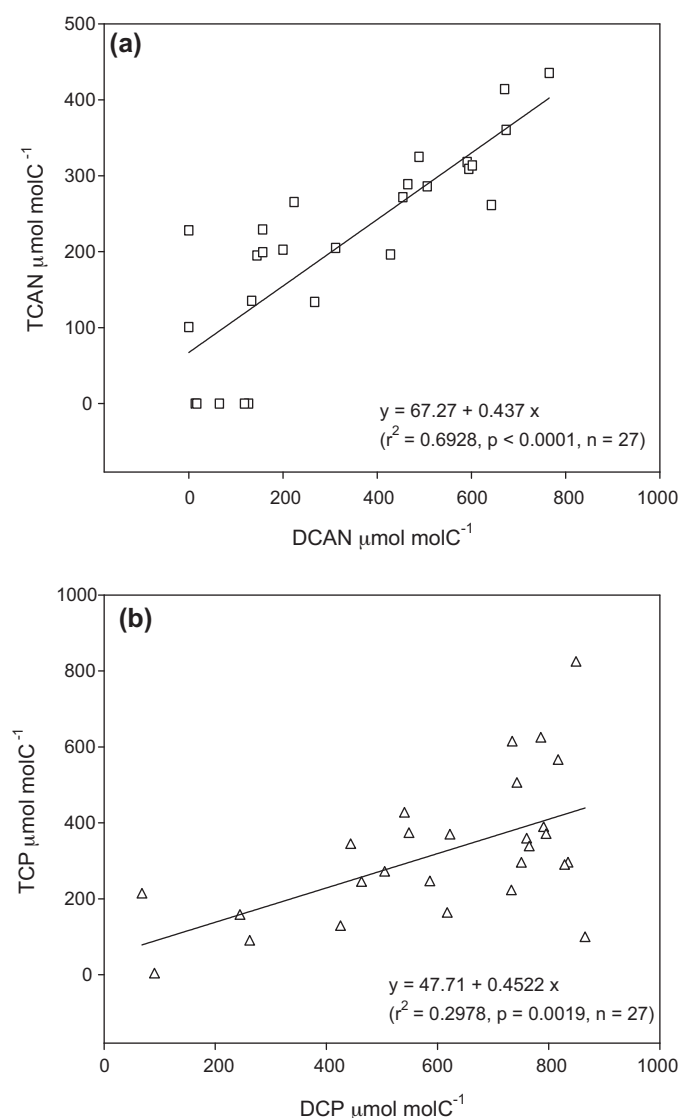 (a)
500
400
300
200
100
0
TCAN μmol molC⁻¹
y = 67.27 + 0.437 x
(r² = 0.6928, p < 0.0001, n = 27)
0 200 400 600 800 1000
DCAN μmol molC⁻¹
(b)
1000
800
600
400
200
0
TCP μmol molC⁻¹
y = 47.71 + 0.4522 x
(r² = 0.2978, p = 0.0019, n = 27)
0 200 400 600 800 1000
DCP μmol molC⁻¹